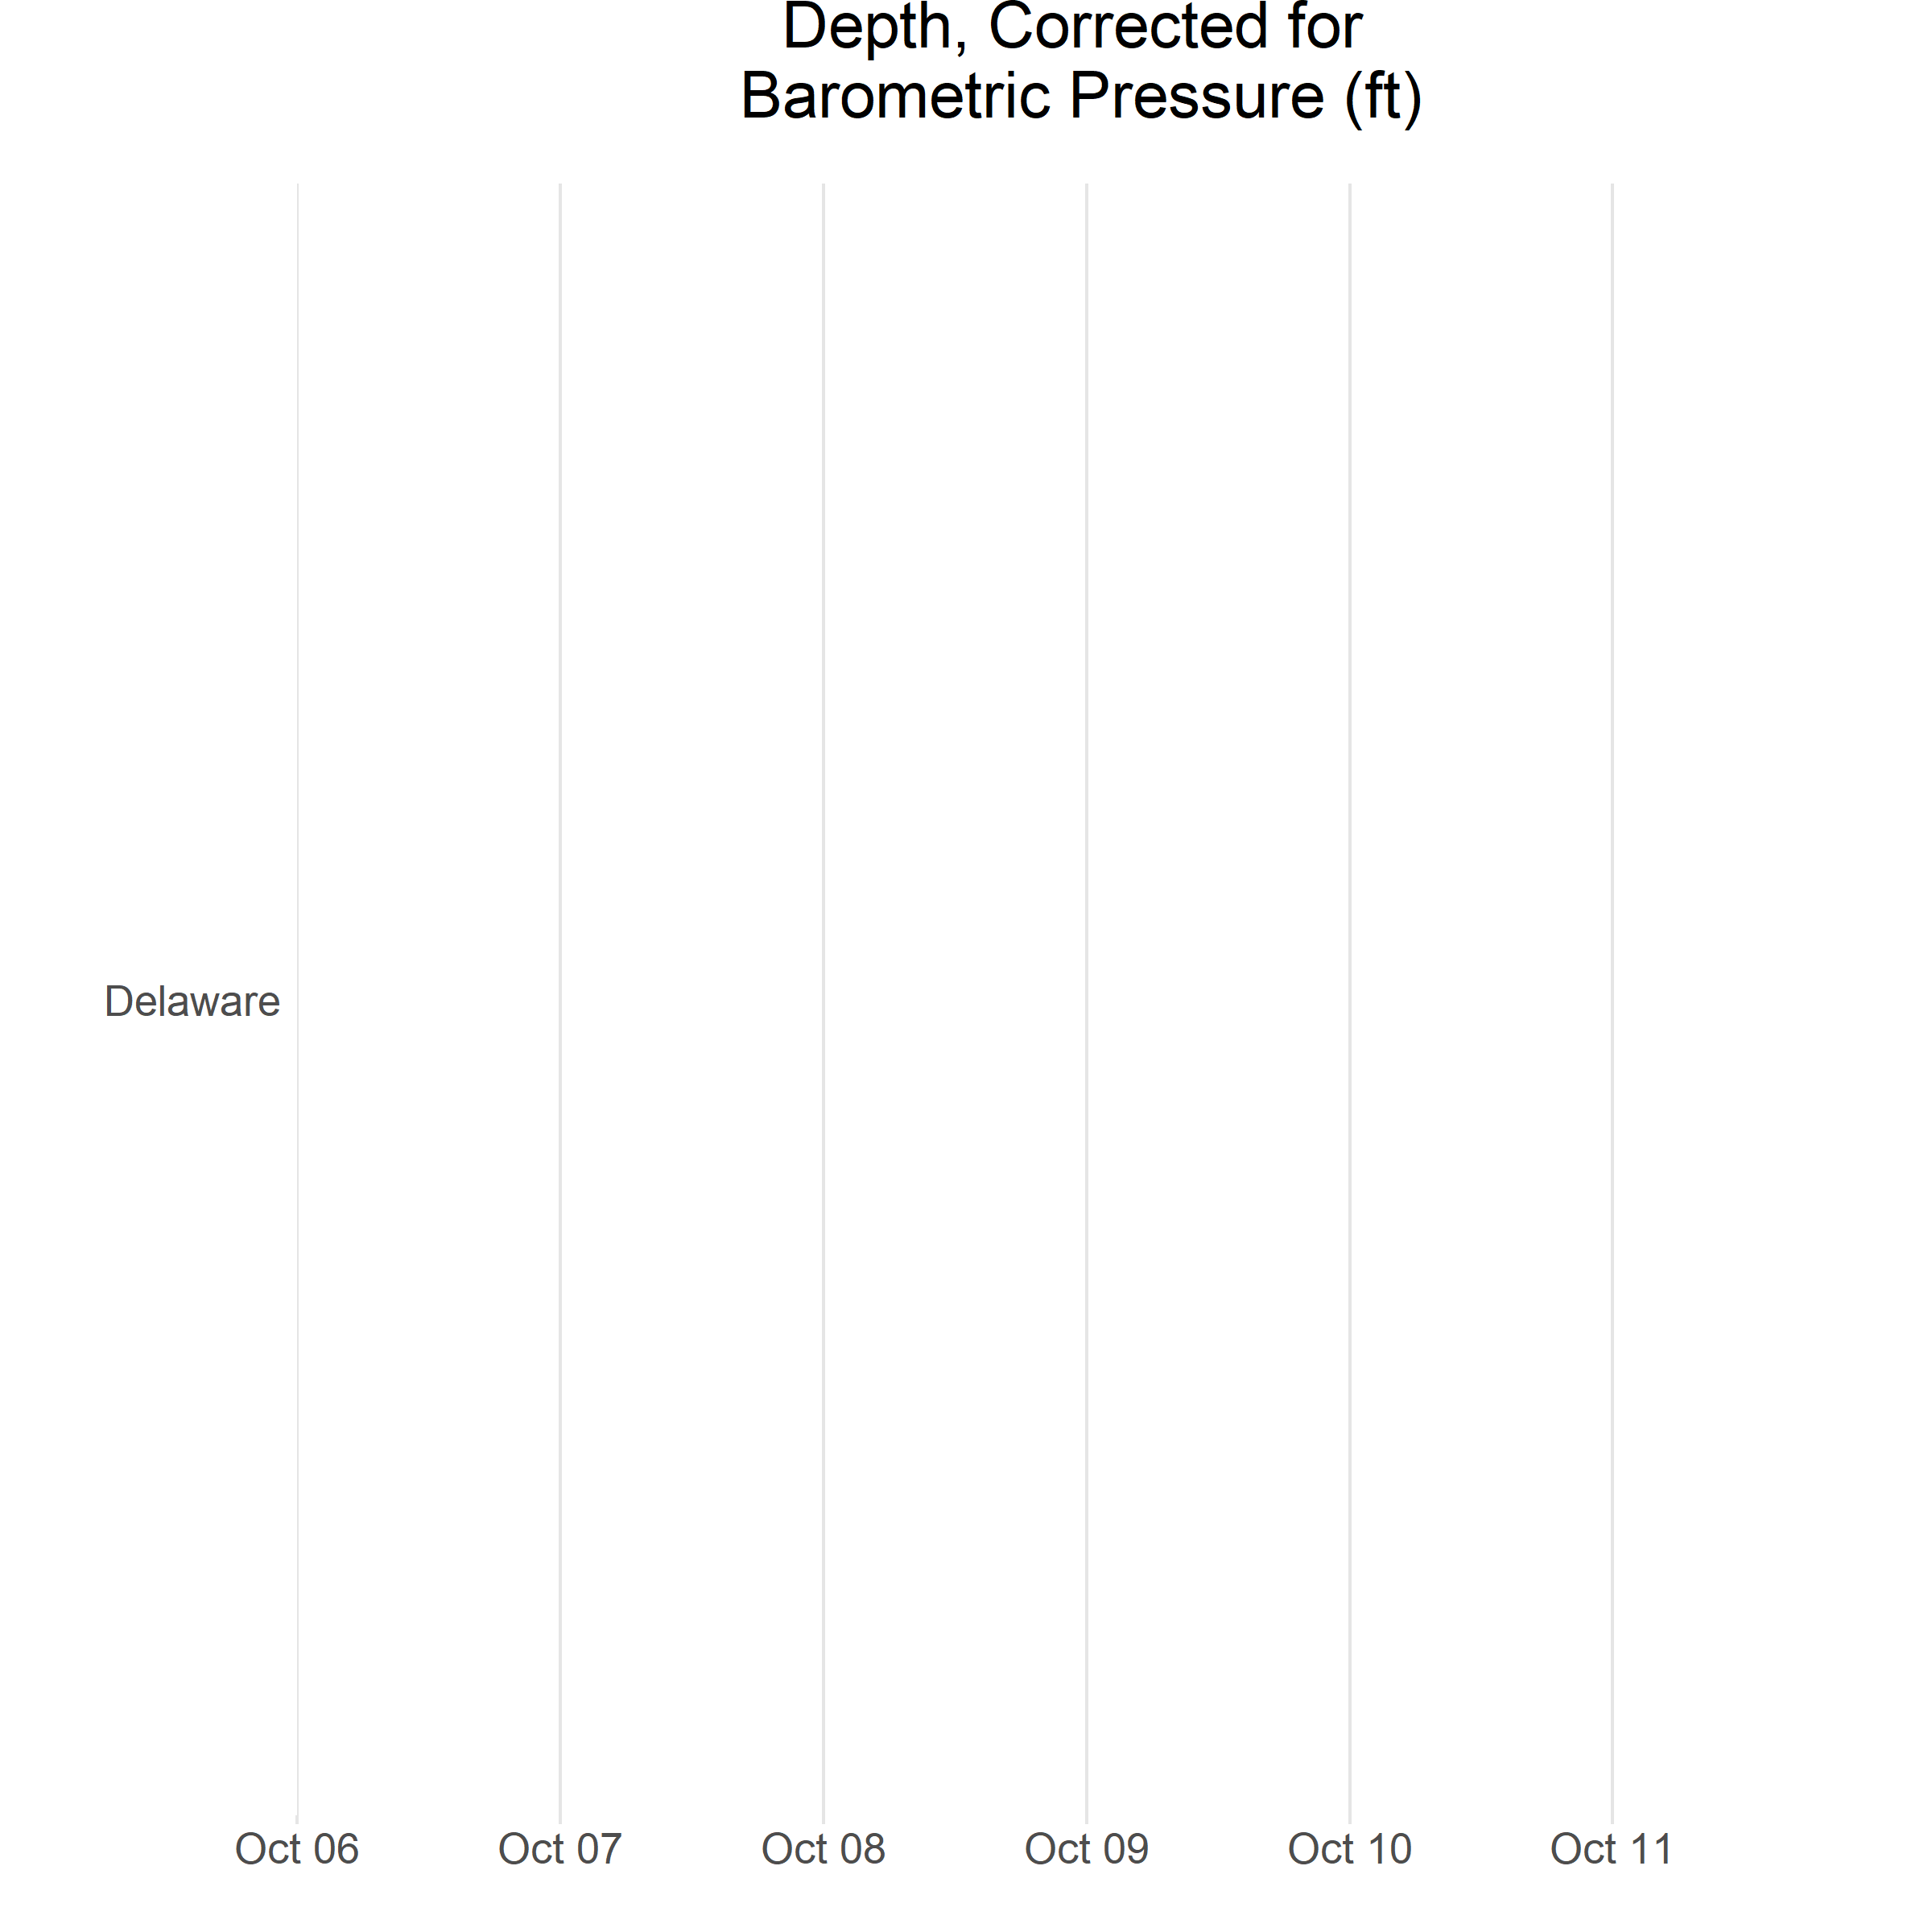 Depth, Corrected for
Barometric Pressure (ft)
Delaware
Oct 06 Oct 07 Oct 08 Oct 09 Oct 10 Oct 11